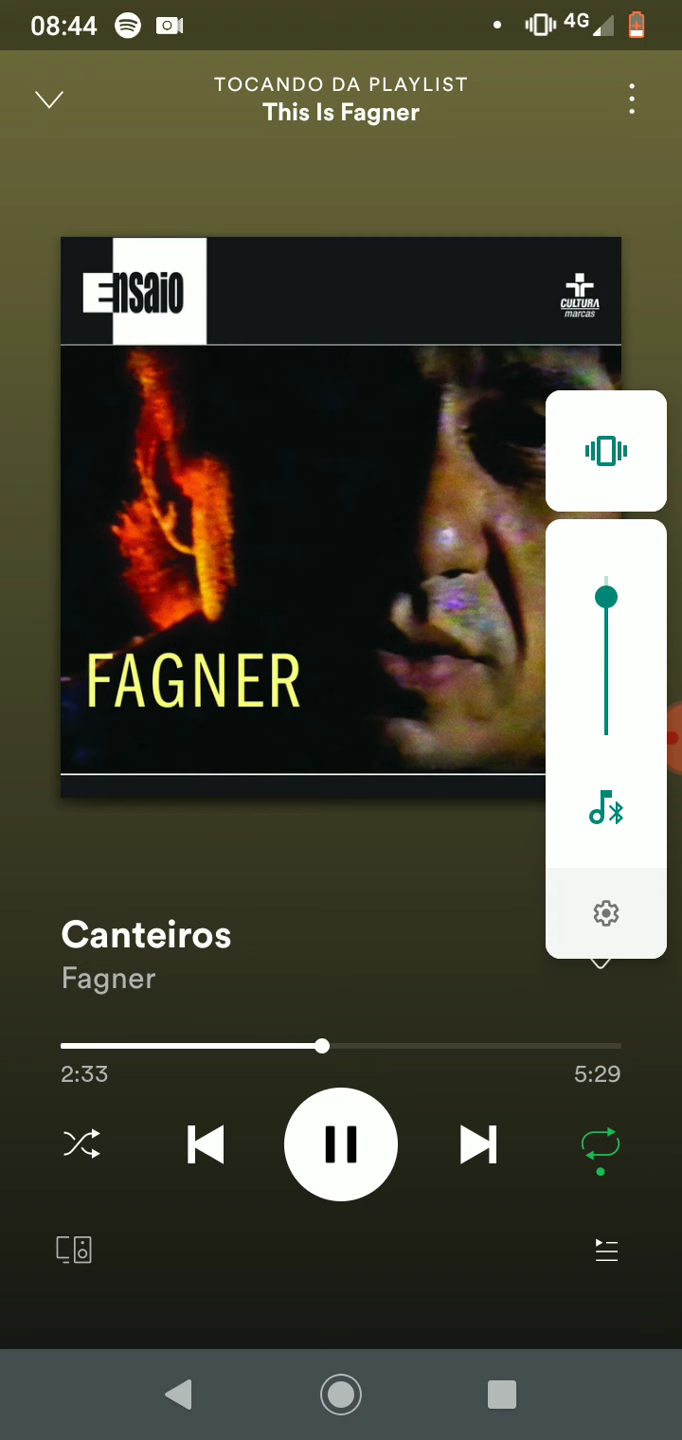 08:44
4G
TOCANDO DA PLAYLIST
This Is Fagner
Ensaio
CULTURA
marcas
FAGNER
Canteiros
Fagner
2:33
5:29